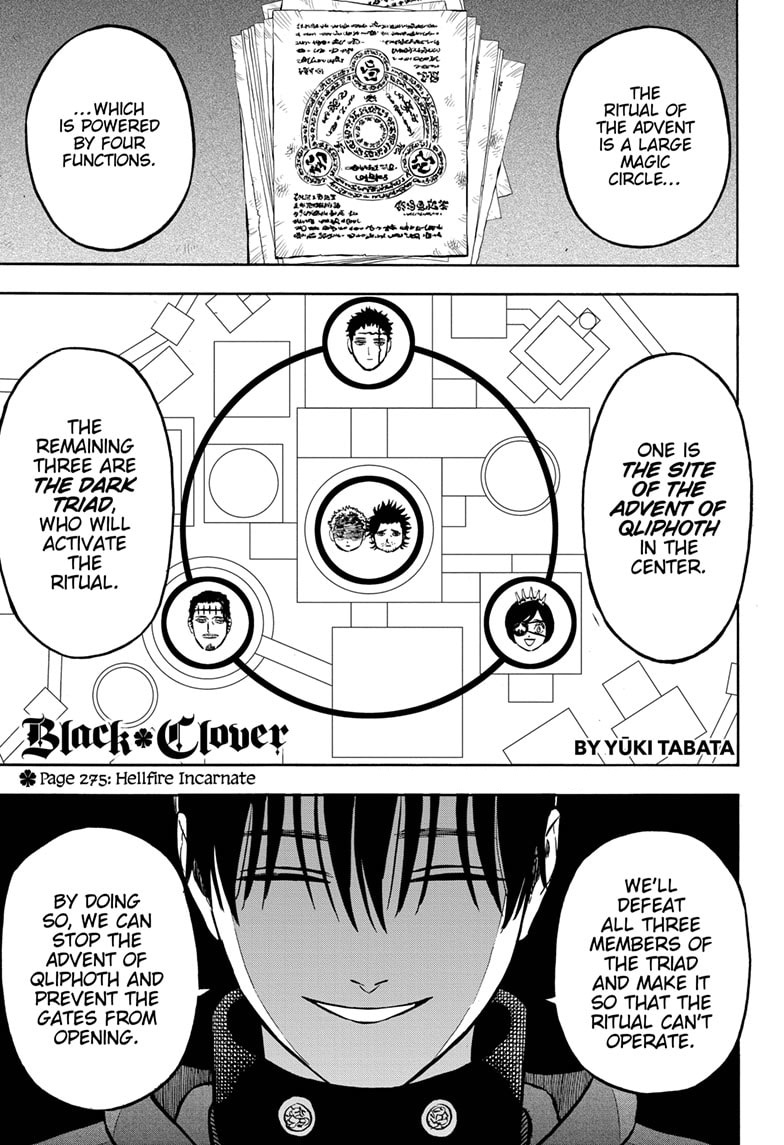 THE
RITUAL OF
THE ADVENT
IS A LARGE
MAGIC
CIRCLE...
...WHICH
IS POWERED
BY FOUR
FUNCTIONS.
ONE IS
THE SITE
OF THE
ADVENT OF
QLIPHOTH
IN THE
CENTER.
THE
REMAINING
THREE ARE
THE DARK
TRIAD,
WHO WILL
ACTIVATE
THE
RITUAL.
Black Clover
BY YŪKI TABATA
Page 275: Hellfire Incarnate
WE'LL
DEFEAT
ALL THREE
MEMBERS OF
THE TRIAD
AND MAKE IT
SO THAT THE
RITUAL CAN'T
OPERATE.
BY DOING
SO, WE CAN
STOP THE
ADVENT OF
QLIPHOTH AND
PREVENT THE
GATES FROM
OPENING.